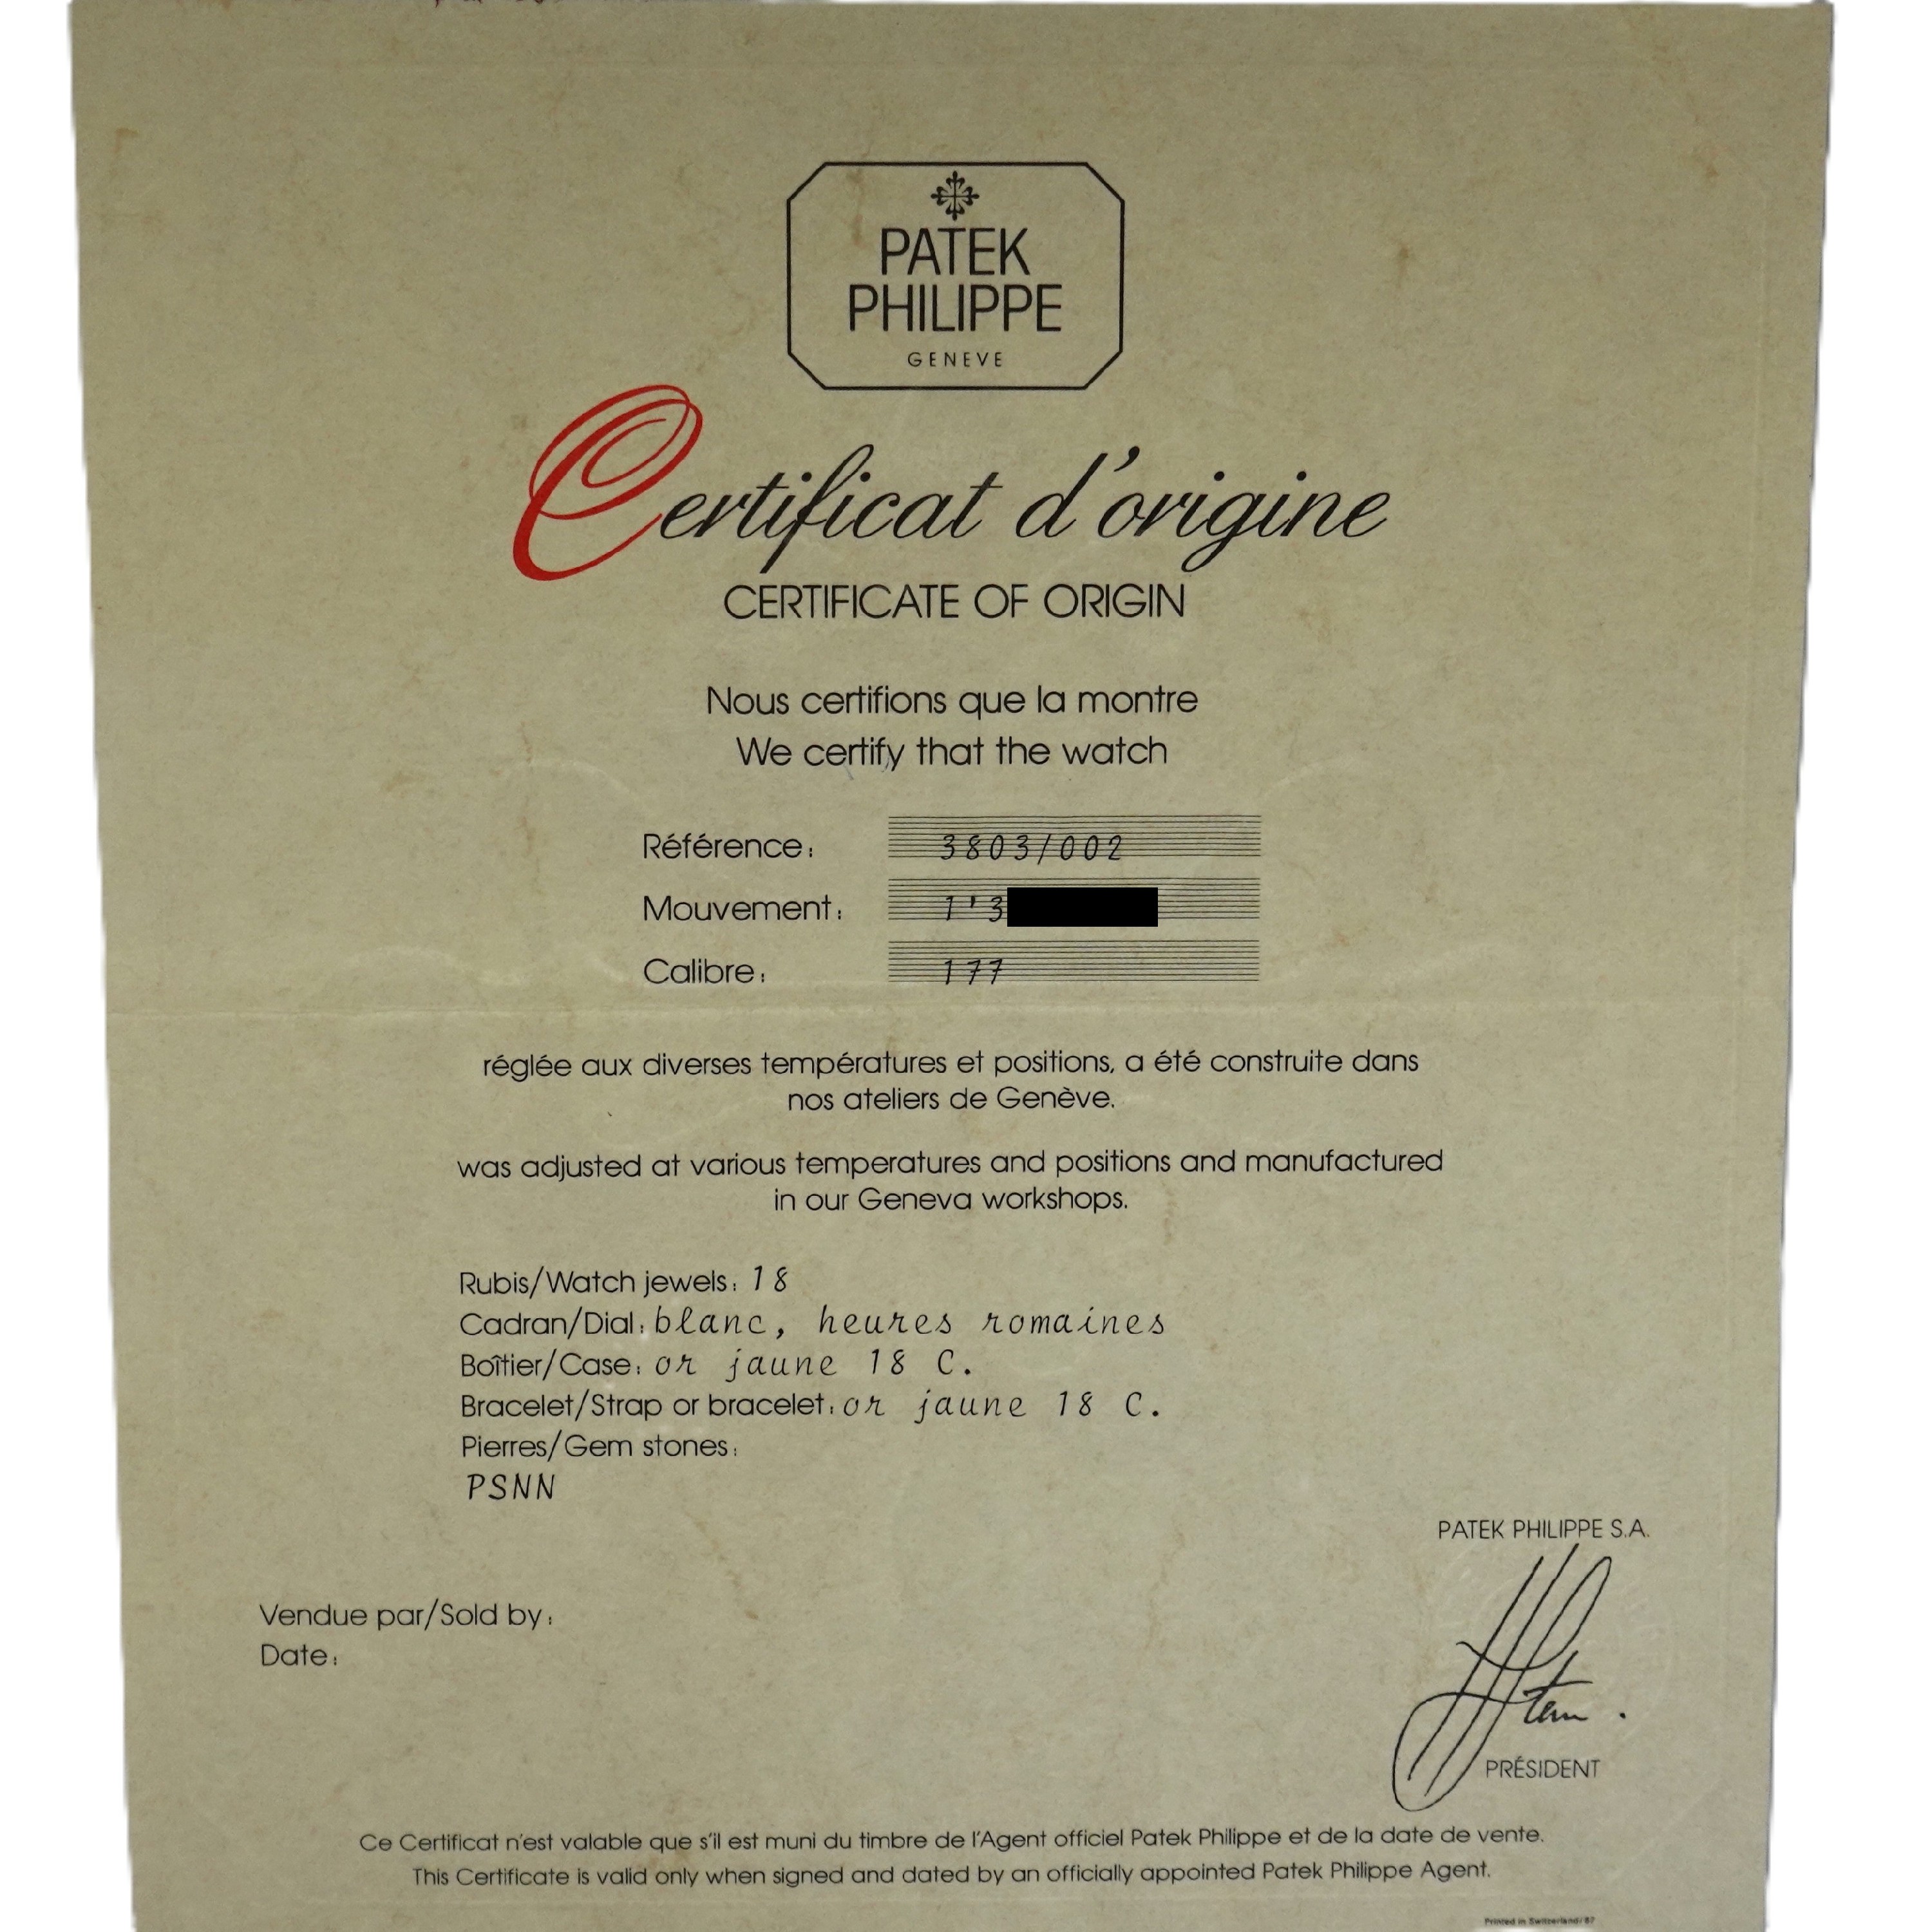 PATEK
PHILIPPE
GENEVE
Certificat d'origine
CERTIFICATE OF ORIGIN
Nous certifions que la montre
We certify that the watch
Référence: 3803/002
Mouvement: 1'3
Calibre: 177
réglée aux diverses températures et positions, a été construite dans
nos ateliers de Genève.
was adjusted at various temperatures and positions and manufactured
in our Geneva workshops.
Rubis/Watch jewels: 18
Cadran/Dial: blanc, heures romaines
Boîtier/Case: or jaune 18 C.
Bracelet/Strap or bracelet: or jaune 18 C.
Pierres/Gem stones:
PSNN
PATEK PHILIPPE S.A.
Vendue par/Sold by:
Date:
Stern.
PRÉSIDENT
Ce Certificat n'est valable que s'il est muni du timbre de l'Agent officiel Patek Philippe et de la date de vente.
This Certificate is valid only when signed and dated by an officially appointed Patek Philippe Agent.
Printed in Switzerland/87